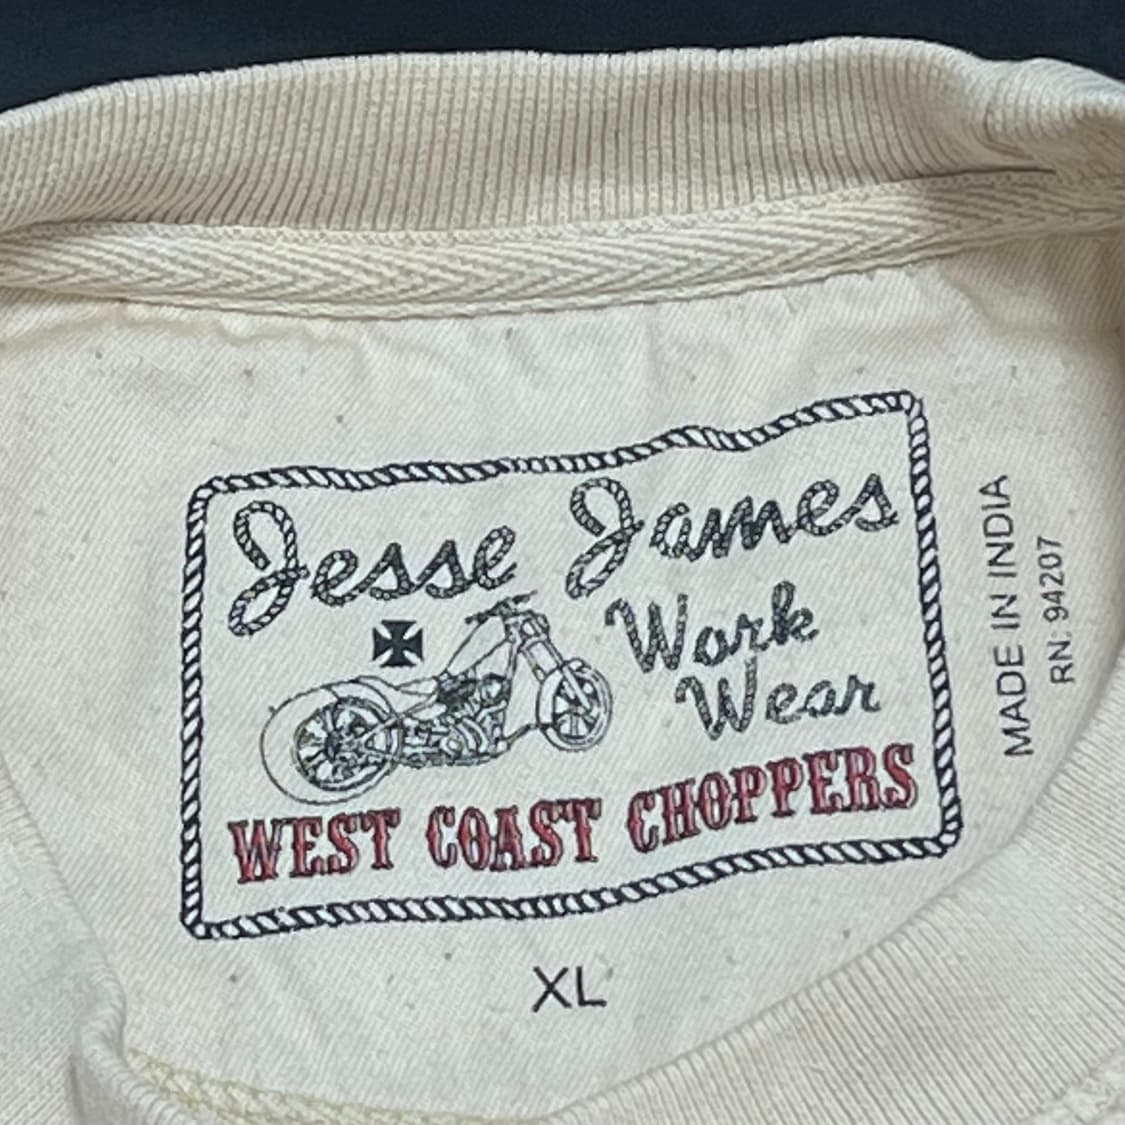 Jesse James
Work
Wear
WEST COAST CHOPPERS
XL
MADE IN INDIA
RN. 94207